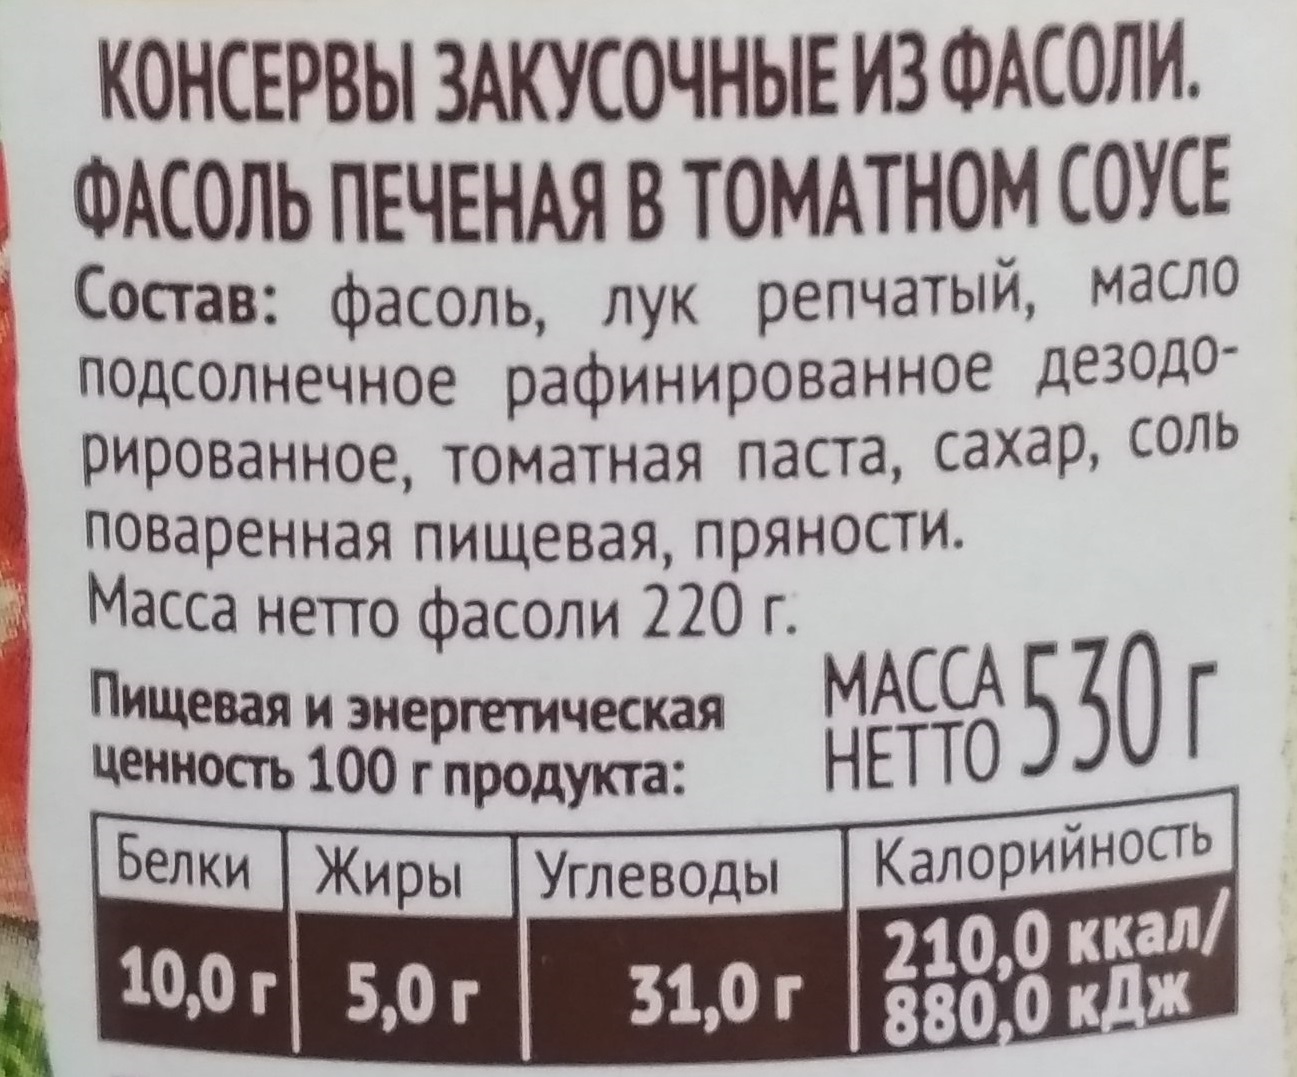 КОНСЕРВЫ ЗАКУСОЧНЫЕ ИЗ ФАСОЛИ.
ФАСОЛЬ ПЕЧЕНАЯ В ТОМАТНОМ СОУСЕ
Состав: фасоль, лук репчатый, масло
подсолнечное рафинированное дезодо-
рированное, томатная паста, сахар, соль
поваренная пищевая, пряности.
Масса нетто фасоли 220 г.
Пищевая и энергетическая
ценность 100 г продукта:
МАССА
НЕТТО 530 г
Белки Жиры Углеводы Калорийность
10,0 г 5,0 г 31,0 г 210,0 ккал/
880,0 кДж